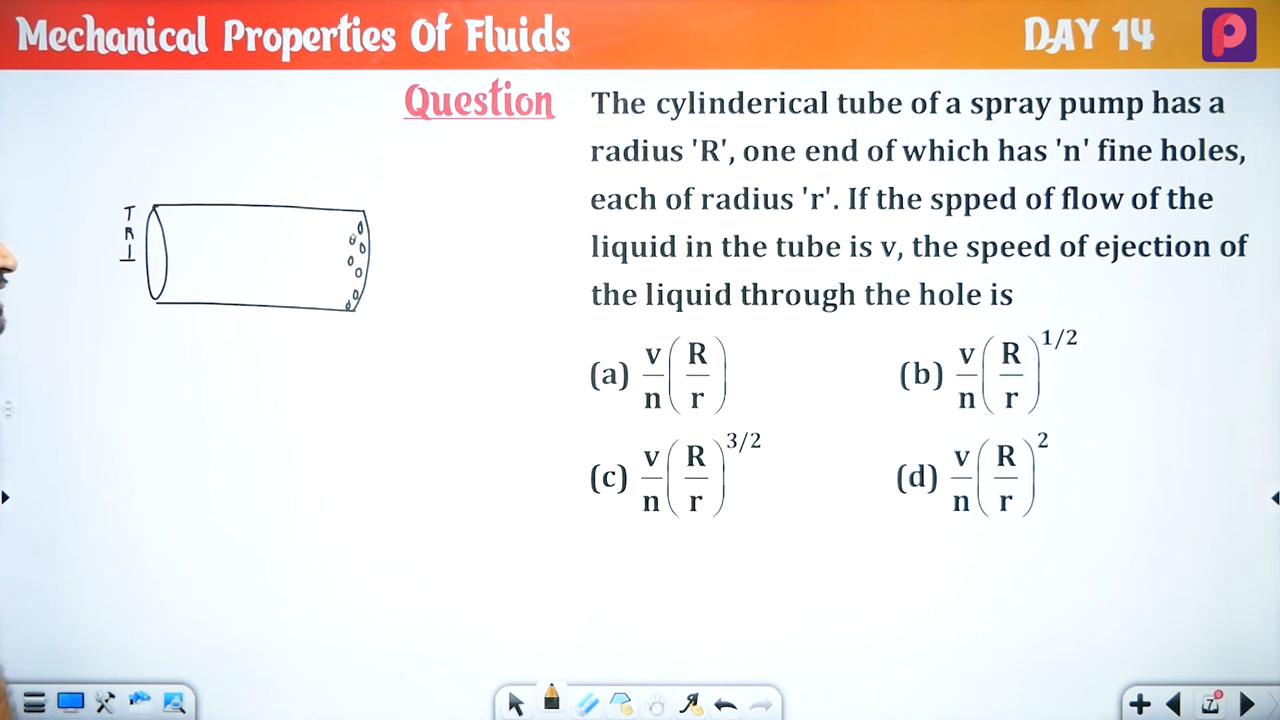 Mechanical Properties Of Fluids
DAY 14
Question
The cylinderical tube of a spray pump has a
radius 'R', one end of which has 'n' fine holes,
each of radius 'r'. If the spped of flow of the
liquid in the tube is v, the speed of ejection of
the liquid through the hole is
R
(a) v/n (R/r)
(b) v/n (R/r)^1/2
(c) v/n (R/r)^3/2
(d) v/n (R/r)^2